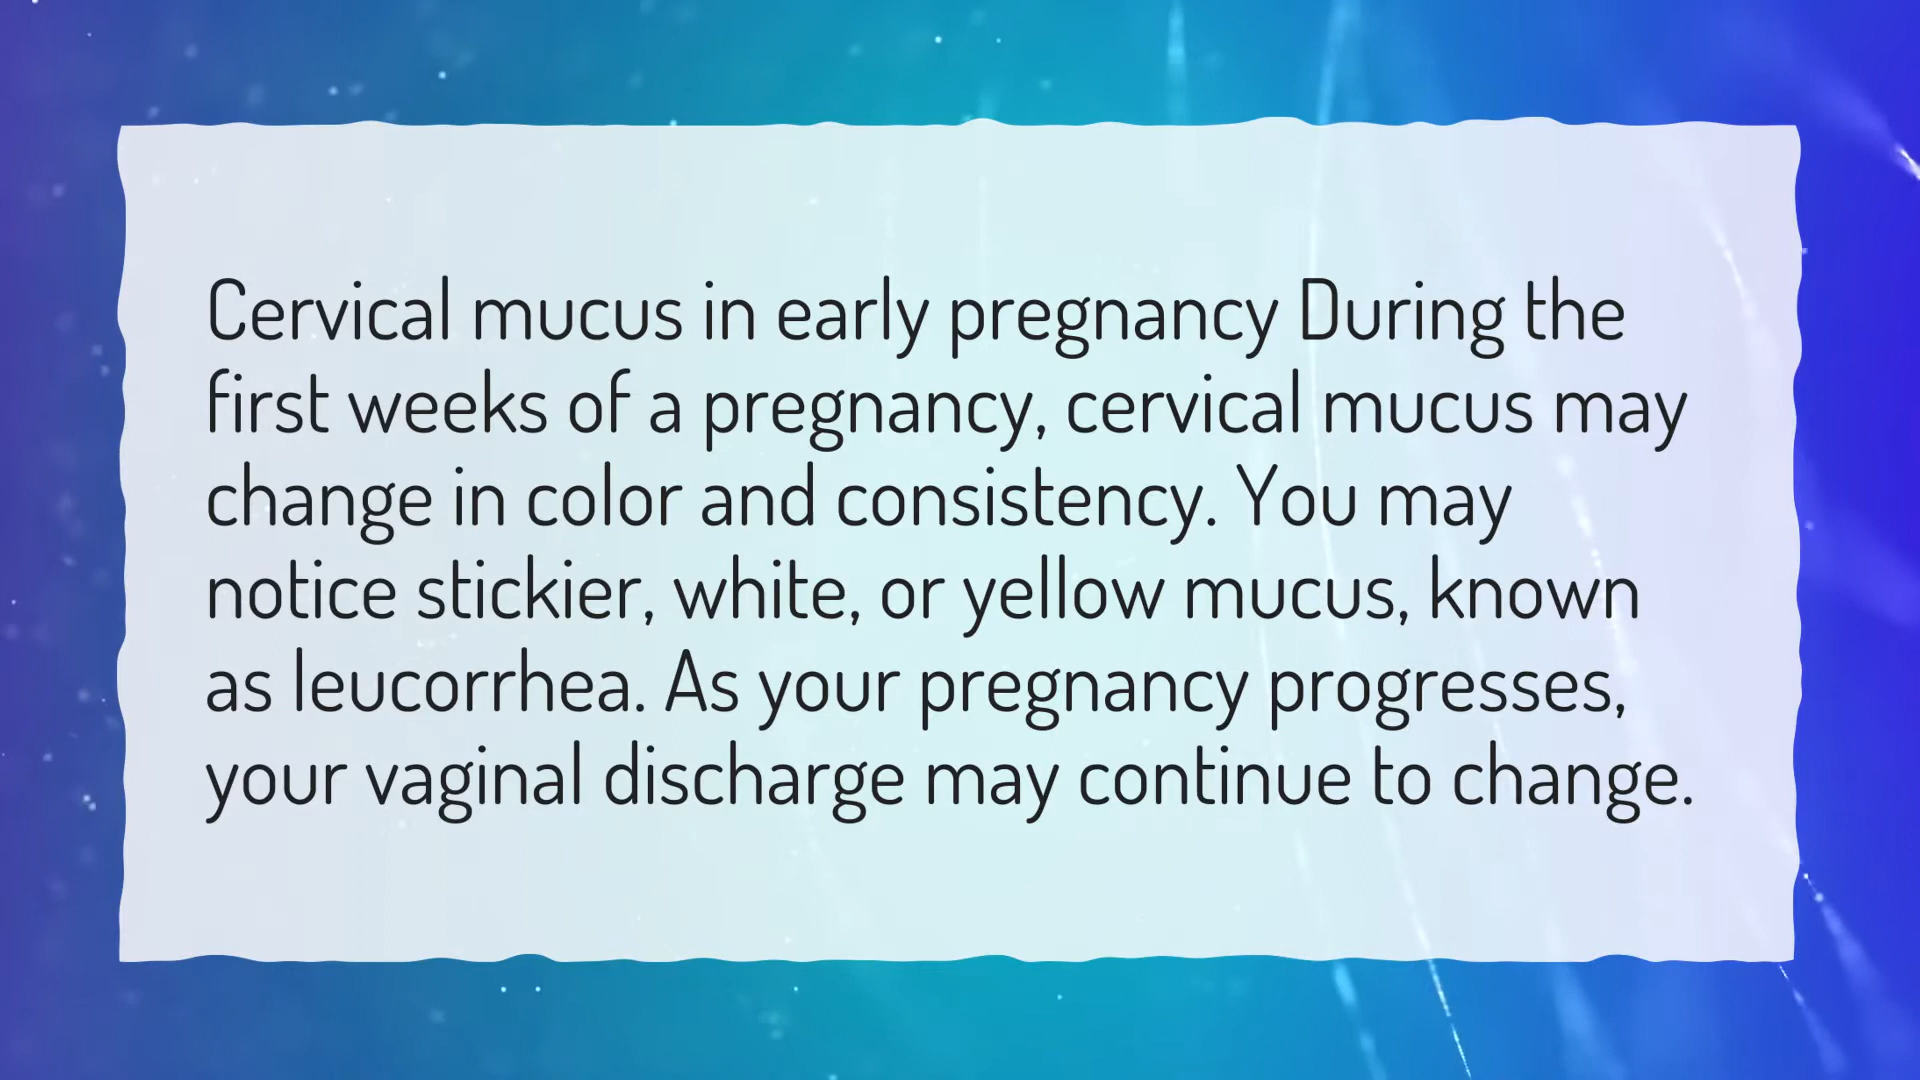 Cervical mucus in early pregnancy During the
first weeks of a pregnancy, cervical mucus may
change in color and consistency. You may
notice stickier, white, or yellow mucus, known
as leucorrhea. As your pregnancy progresses,
your vaginal discharge may continue to change.